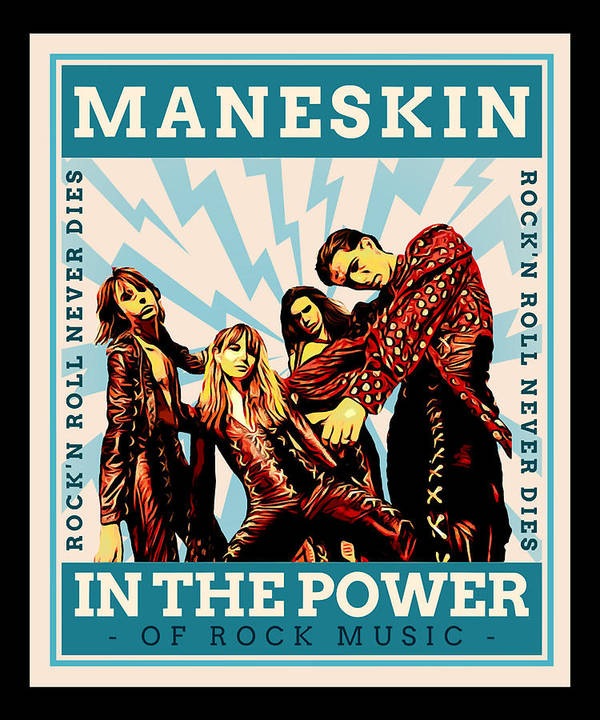 MANESKIN
ROCK'N ROLL NEVER DIES
ROCK'N ROLL NEVER DIES
IN THE POWER
- OF ROCK MUSIC -